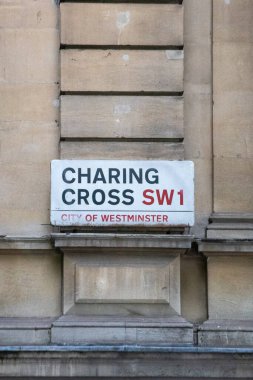 CHARING
CROSS SW1
CITY OF WESTMINSTER